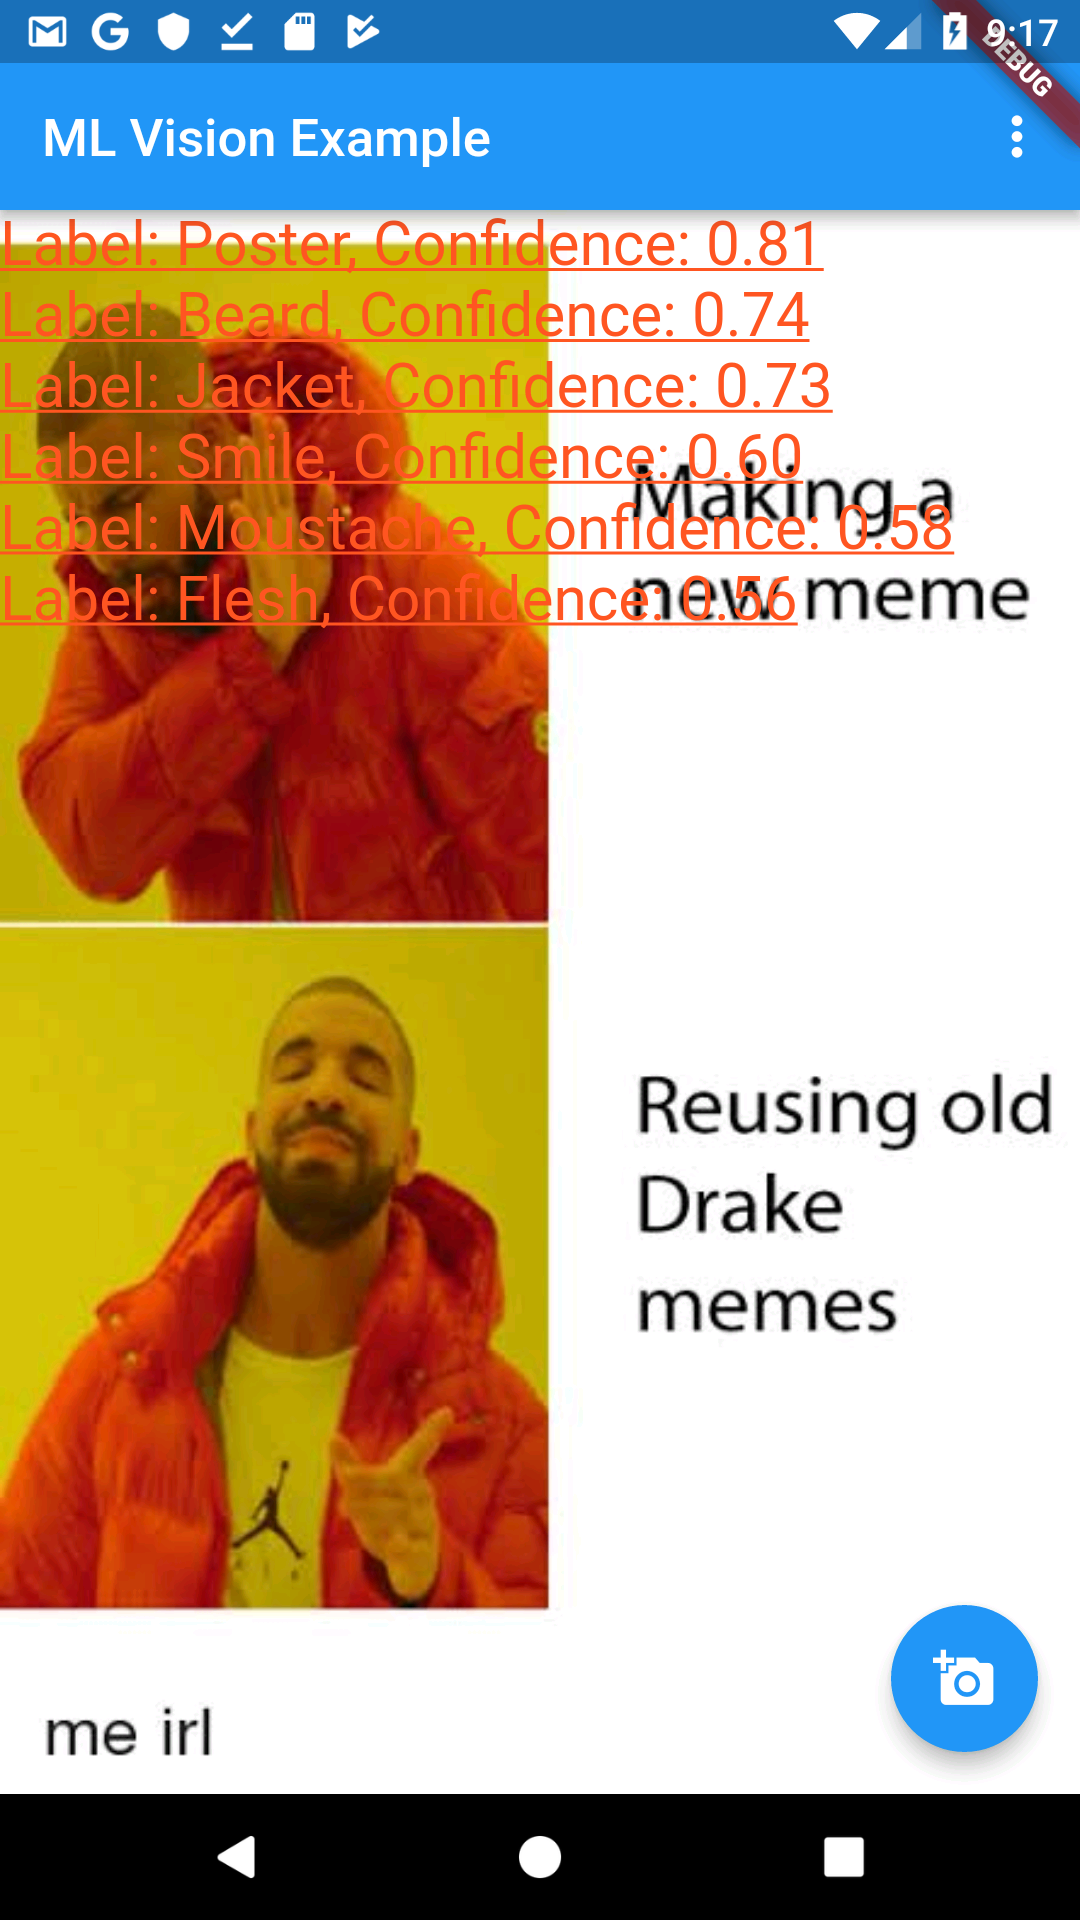 9:17
DEBUG
ML Vision Example
Label: Poster, Confidence: 0.81
Label: Beard, Confidence: 0.74
Label: Jacket, Confidence: 0.73
Label: Smile, Confidence: 0.60
Label: Moustache, Confidence: 0.58
Label: Flesh, Confidence: 0.56
Making a
new meme
Reusing old
Drake
memes
me irl